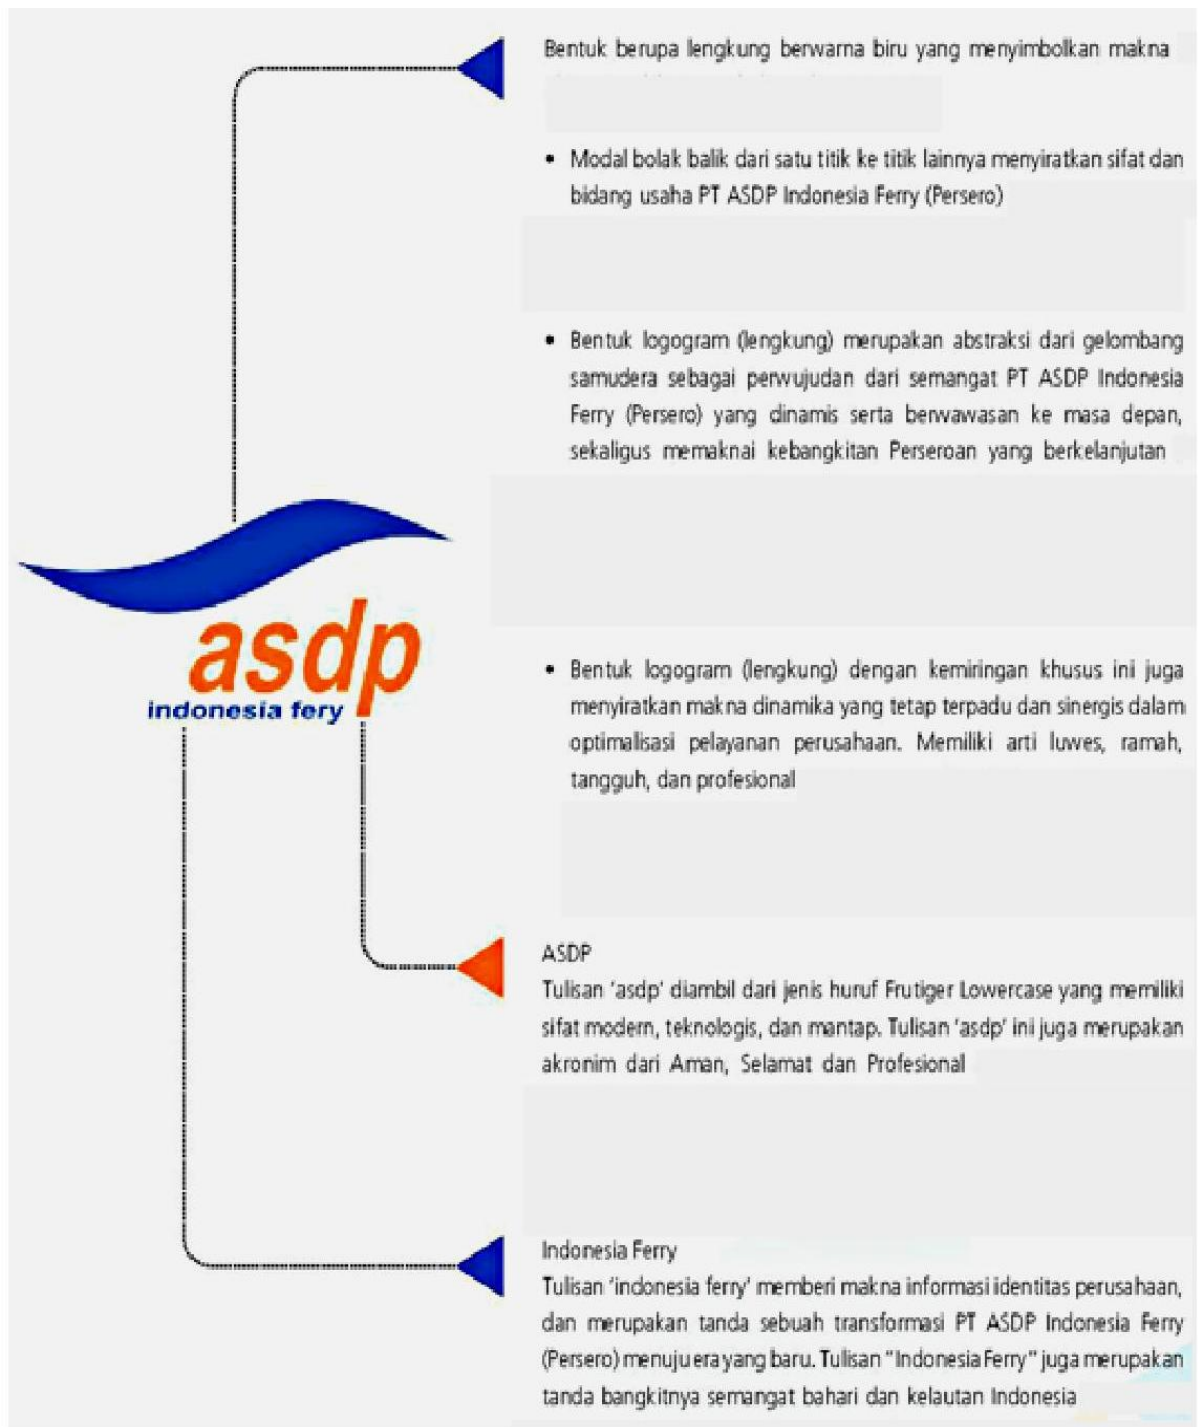 Bentuk berupa lengkung berwarna biru yang menyimbolkan makna
• Modal bolak balik dari satu titik ke titik lainnya menyiratkan sifat dan
bidang usaha PT ASDP Indonesia Ferry (Persero)
• Bentuk logogram (lengkung) merupakan abstraksi dari gelombang
samudera sebagai perwujudan dari semangat PT ASDP Indonesia
Ferry (Persero) yang dinamis serta berwawasan ke masa depan,
sekaligus memaknai kebangkitan Perseroan yang berkelanjutan
asdp
indonesia fery
• Bentuk logogram (lengkung) dengan kemiringan khusus ini juga
menyiratkan makna dinamika yang tetap terpadu dan sinergis dalam
optimalisasi pelayanan perusahaan. Memiliki arti luwes, ramah,
tangguh, dan profesional
ASDP
Tulisan 'asdp' diambil dari jenis huruf Frutiger Lowercase yang memiliki
sifat modern, teknologis, dan mantap. Tulisan 'asdp' ini juga merupakan
akronim dari Aman, Selamat dan Profesional
Indonesia Ferry
Tulisan 'indonesia ferry' memberi makna informasi identitas perusahaan,
dan merupakan tanda sebuah transformasi PT ASDP Indonesia Ferry
(Persero) menuju era yang baru. Tulisan "Indonesia Ferry" juga merupakan
tanda bangkitnya semangat bahari dan kelautan Indonesia